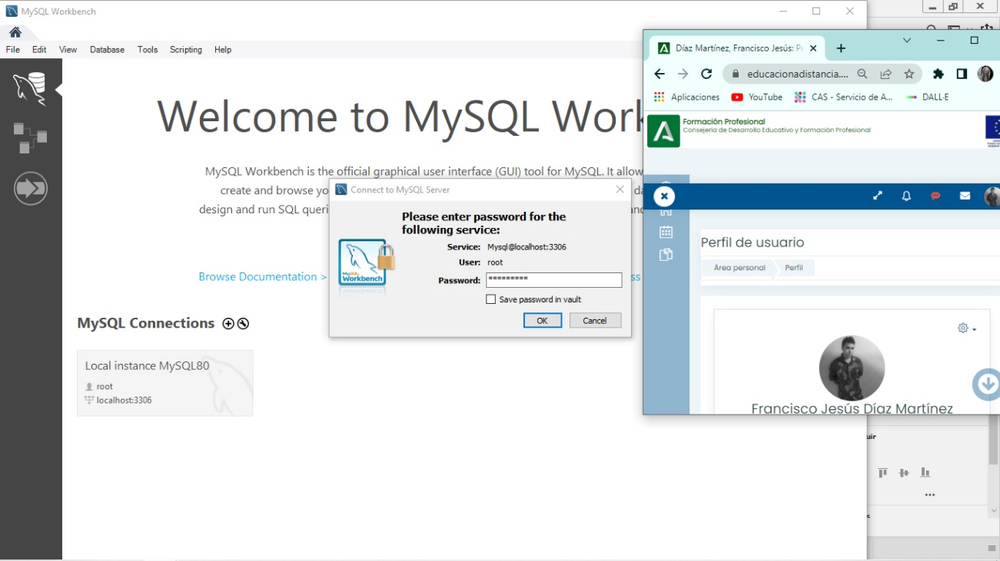 MySQL Workbench
File Edit View Database Tools Scripting Help
Welcome to MySQL Work
MySQL Workbench is the official graphical user interface (GUI) tool for MySQL. It allow
create and browse yo
design and run SQL queri
Browse Documentation >
MySQL Connections
Local instance MySQL80
root
localhost:3306
Connect to MySQL Server
Please enter password for the
following service:
Service: Mysql@localhost:3306
User: root
Password: *********
Save password in vault
OK Cancel
MySQL
Workbench
Díaz Martínez, Francisco Jesús: Pe
educacionadistancia....
Aplicaciones YouTube CAS - Servicio de A... DALL·E
Formación Profesional
Consejería de Desarrollo Educativo y Formación Profesional
Perfil de usuario
Área personal Perfil
Francisco Jesús Díaz Martínez
uir